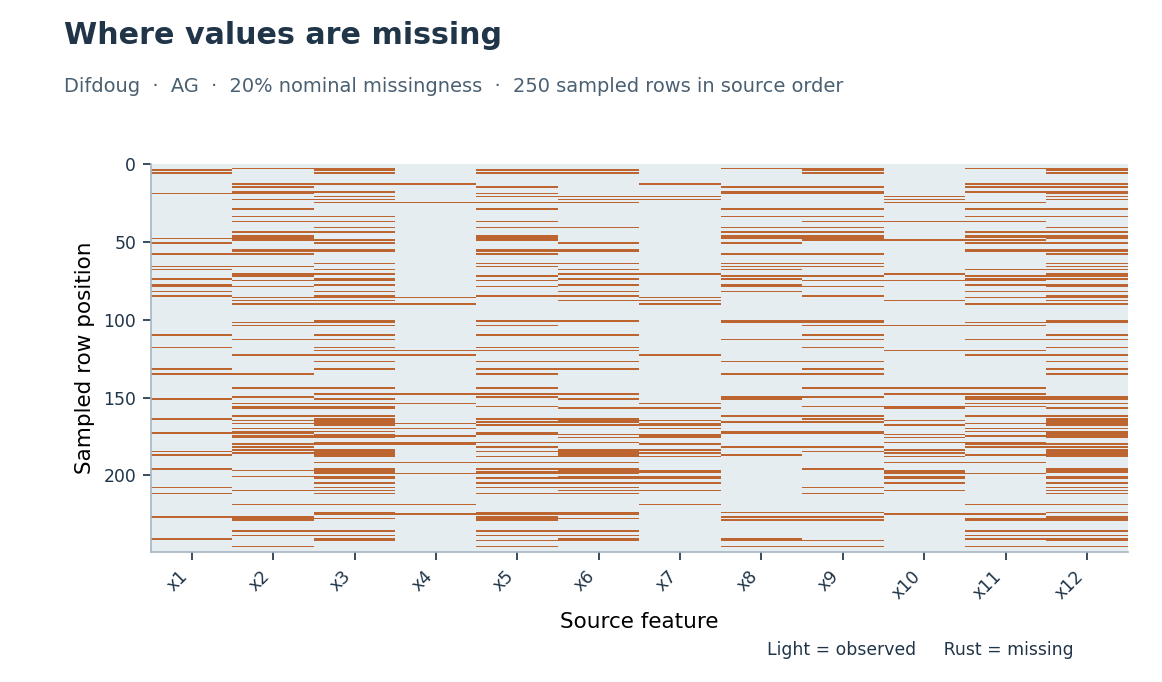 Where values are missing
Difdoug · AG · 20% nominal missingness · 250 sampled rows in source order
0
50
100
150
200
Sampled row position
x1 x2 x3 x4 x5 x6 x7 x8 x9 x10 x11 x12
Source feature
Light = observed Rust = missing